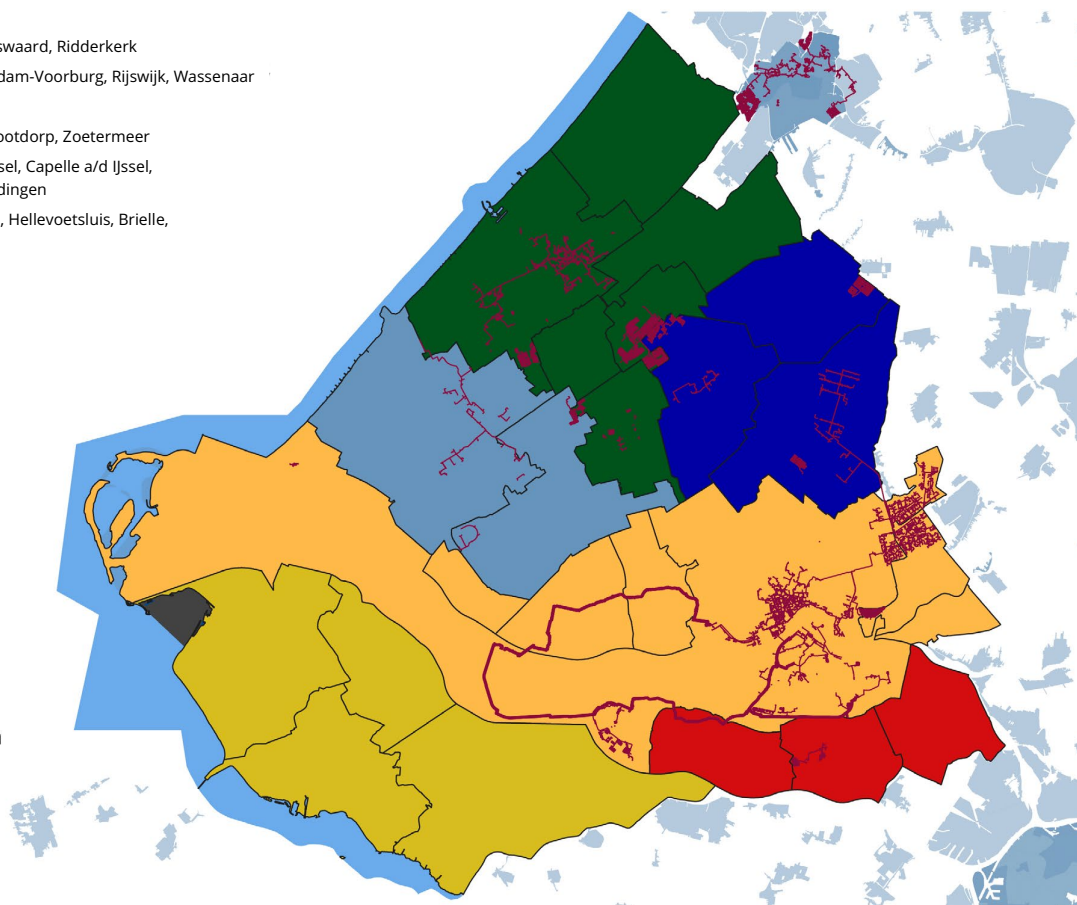 swaard, Ridderkerk
dam-Voorburg, Rijswijk, Wassenaar
ootdorp, Zoetermeer
sel, Capelle a/d IJssel,
dingen
, Hellevoetsluis, Brielle,